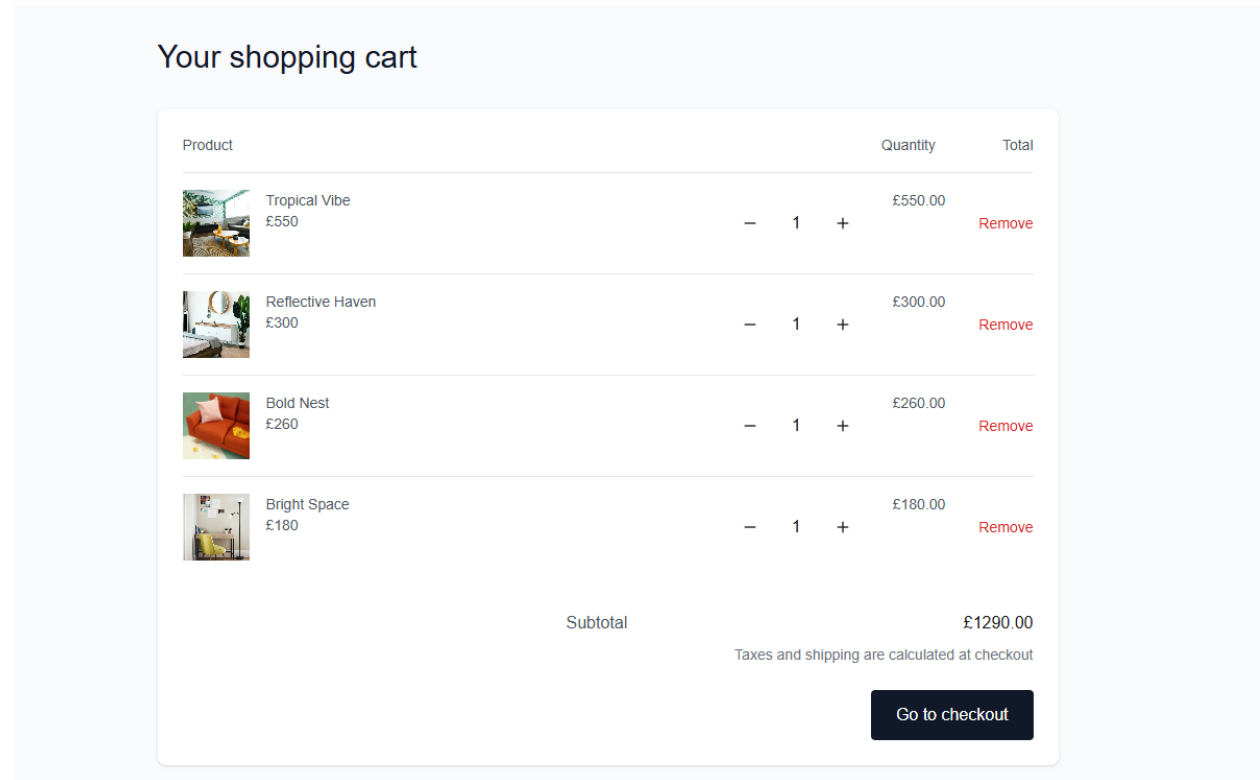 Your shopping cart
Product Quantity Total
Tropical Vibe £550.00
£550 − 1 + Remove
Reflective Haven £300.00
£300 − 1 + Remove
Bold Nest £260.00
£260 − 1 + Remove
Bright Space £180.00
£180 − 1 + Remove
Subtotal £1290.00
Taxes and shipping are calculated at checkout
Go to checkout